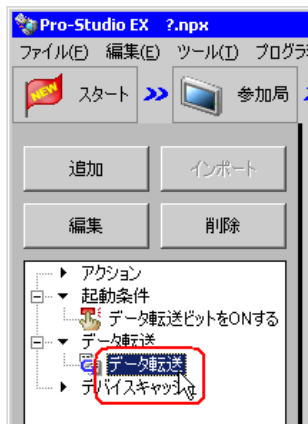 Pro-Studio EX ?.npx
ファイル(F) 編集(E) ツール(T) プログラ
NEW スタート 参加局
追加 インポート
編集 削除
アクション
起動条件
データ転送ビットをONする
データ転送
データ転送
デバイスキャッシュ